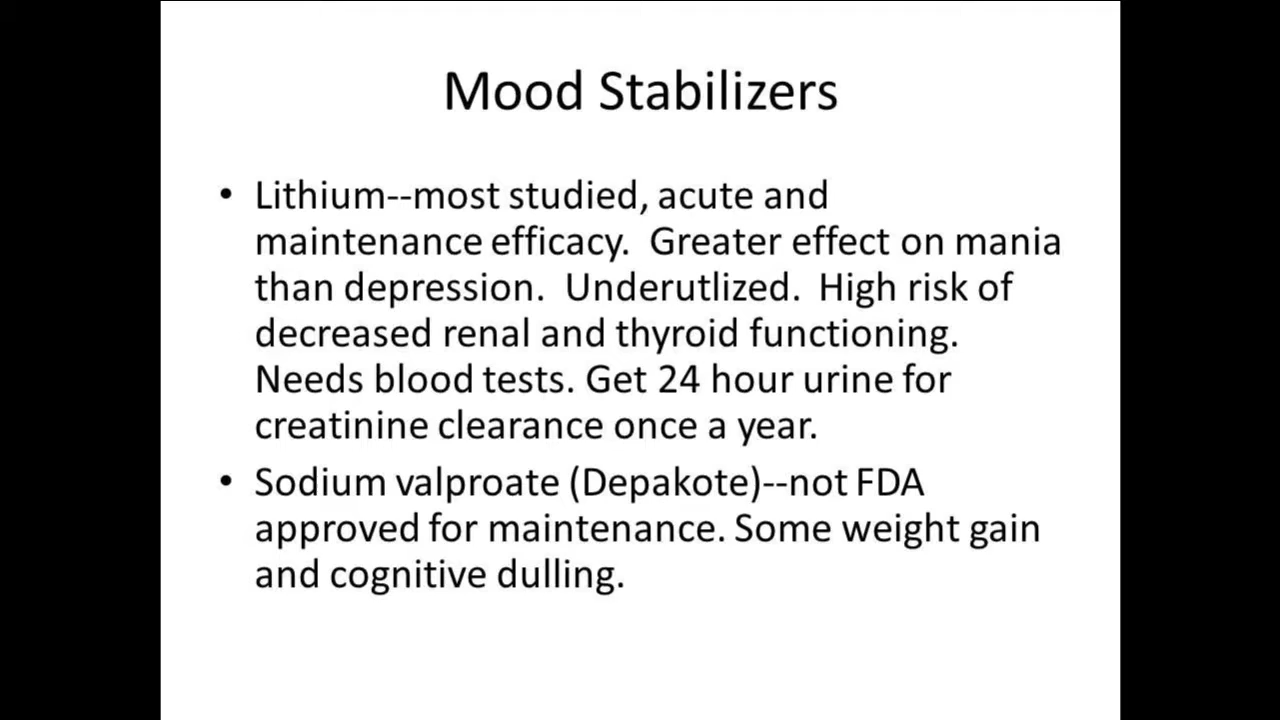 Mood Stabilizers
• Lithium--most studied, acute and
maintenance efficacy.  Greater effect on mania
than depression.  Underutlized.  High risk of
decreased renal and thyroid functioning.
Needs blood tests. Get 24 hour urine for
creatinine clearance once a year.
• Sodium valproate (Depakote)--not FDA
approved for maintenance. Some weight gain
and cognitive dulling.